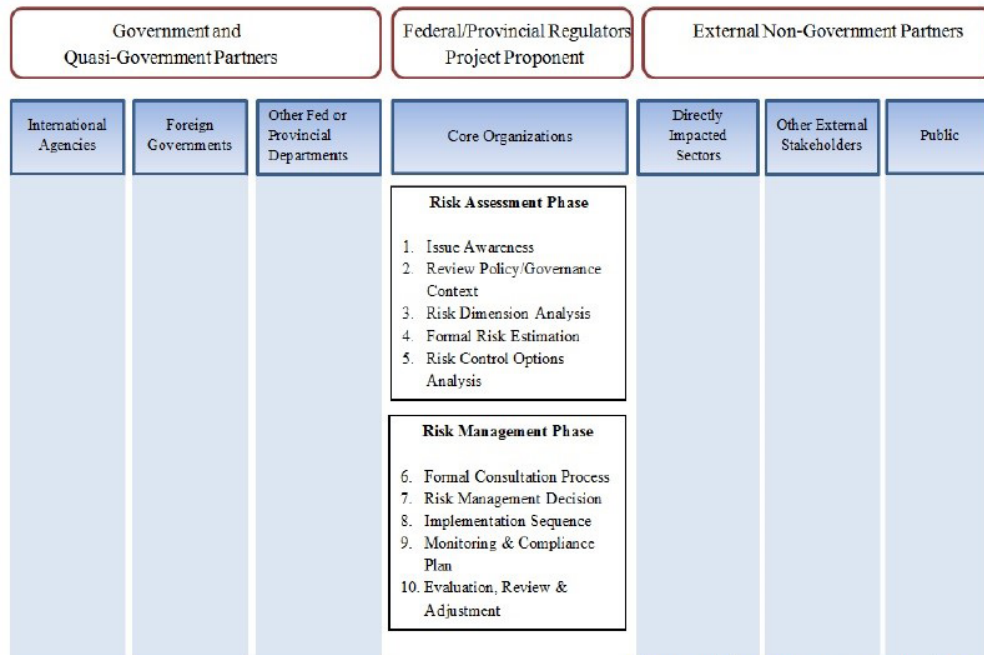 Government and
Quasi-Government Partners
Federal/Provincial Regulators
Project Proponent
External Non-Government Partners
International
Agencies
Foreign
Governments
Other Fed or
Provincial
Departments
Core Organizations
Directly
Impacted
Sectors
Other External
Stakeholders
Public
Risk Assessment Phase
1. Issue Awareness
2. Review Policy/Governance
Context
3. Risk Dimension Analysis
4. Formal Risk Estimation
5. Risk Control Options
Analysis
Risk Management Phase
6. Formal Consultation Process
7. Risk Management Decision
8. Implementation Sequence
9. Monitoring & Compliance
Plan
10. Evaluation, Review &
Adjustment